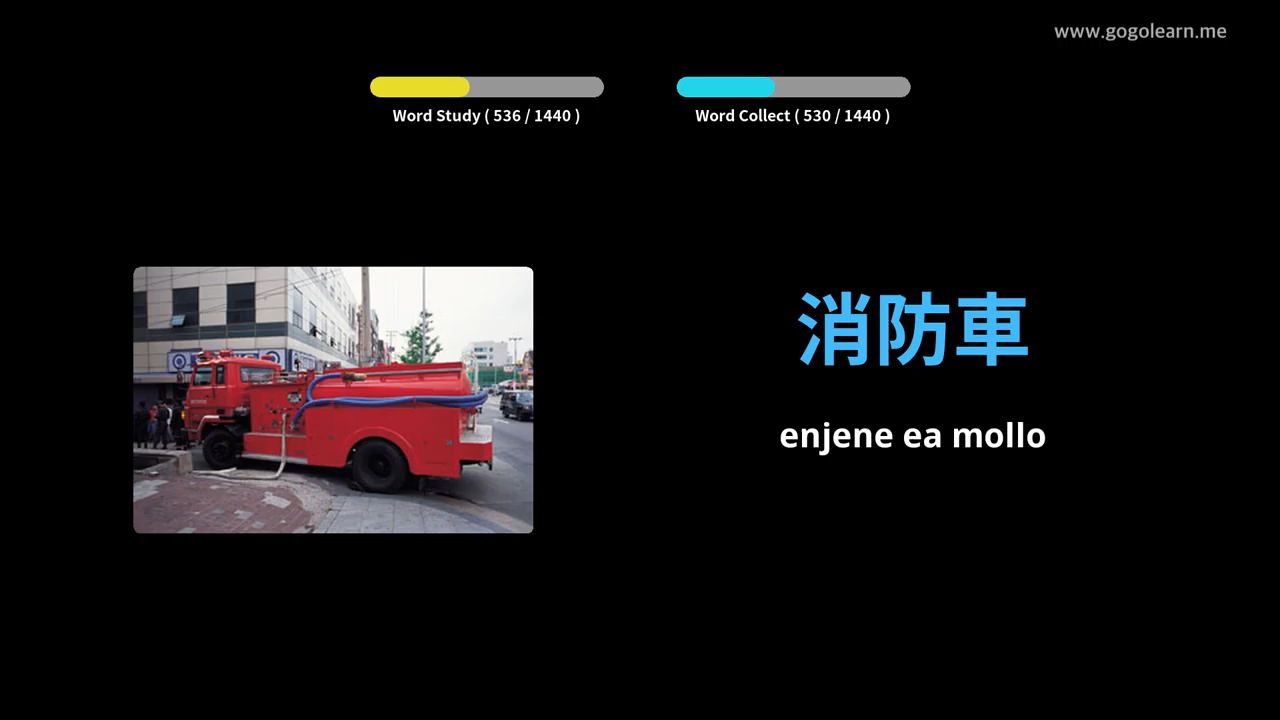 www.gogolearn.me
Word Study ( 536 / 1440 )
Word Collect ( 530 / 1440 )
消防車
enjene ea mollo